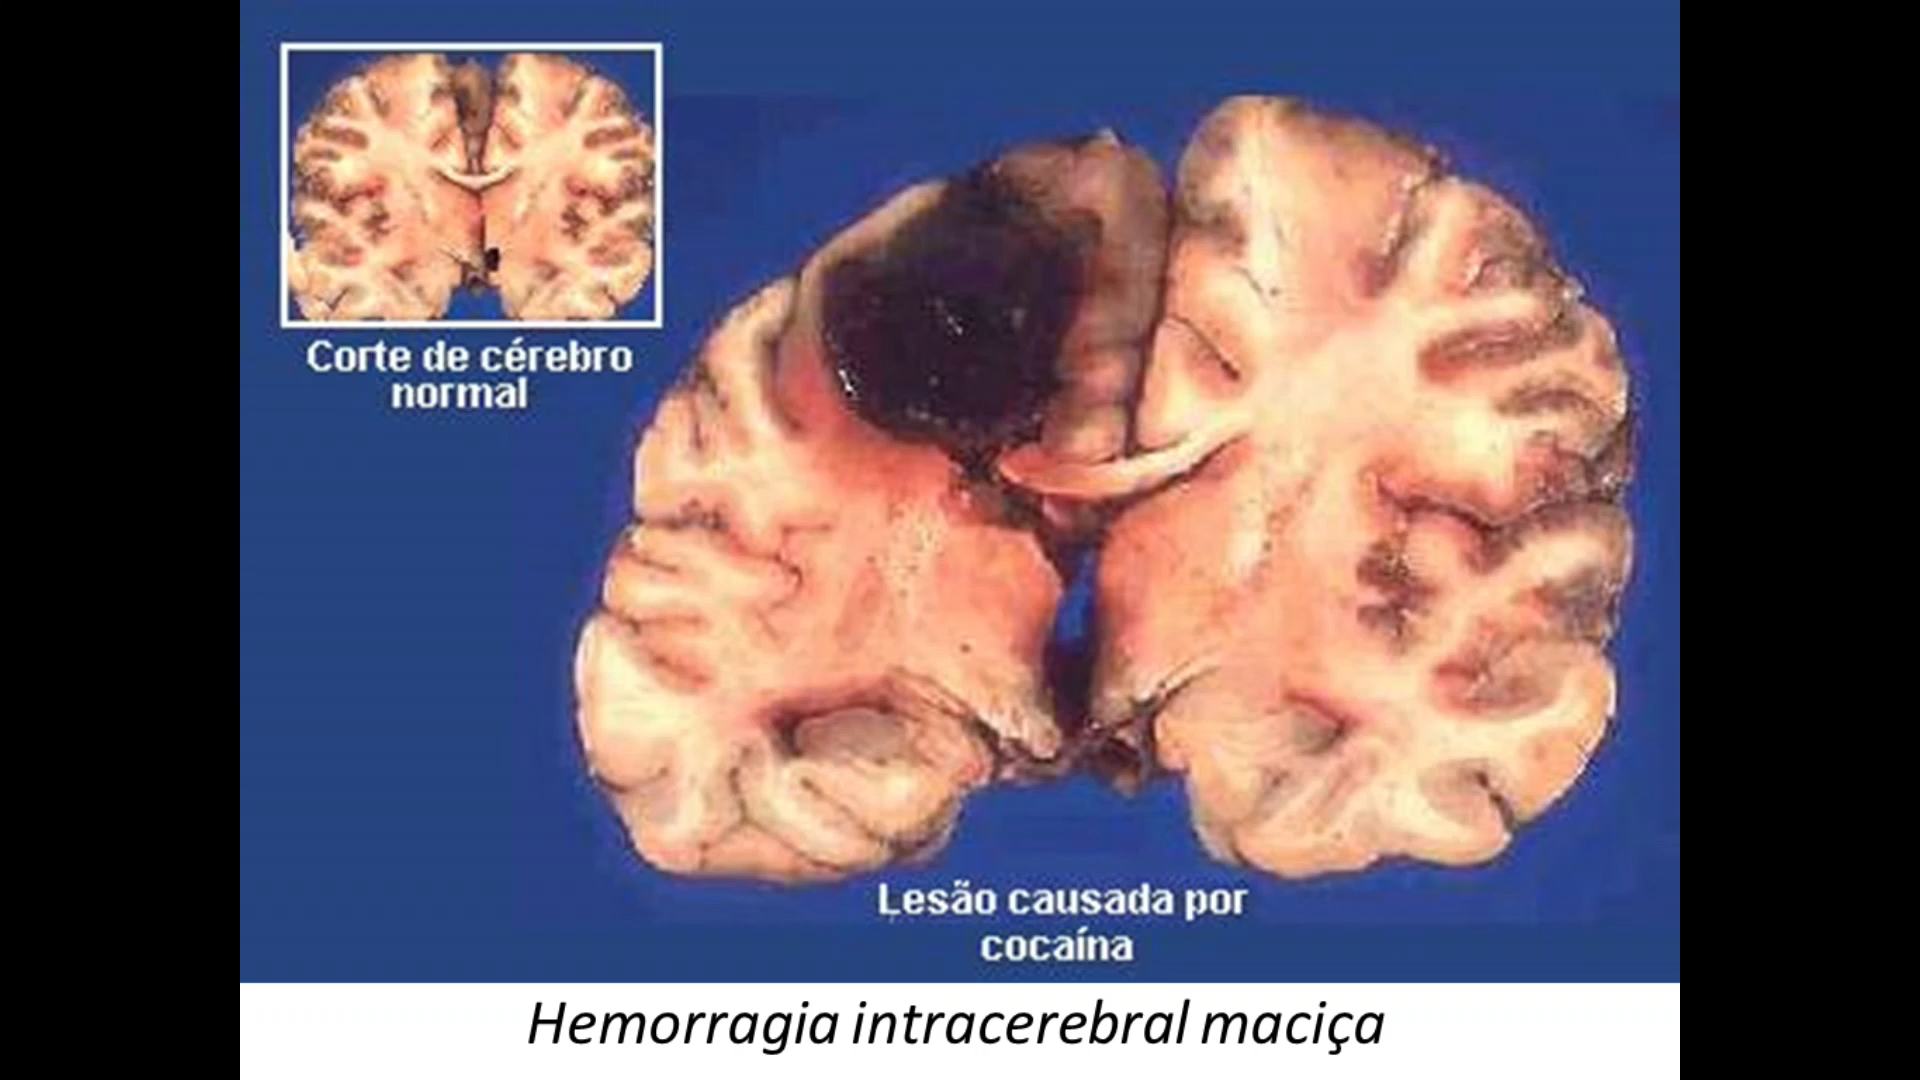 Corte de cérebro
normal
Lesão causada por
cocaína
Hemorragia intracerebral maciça